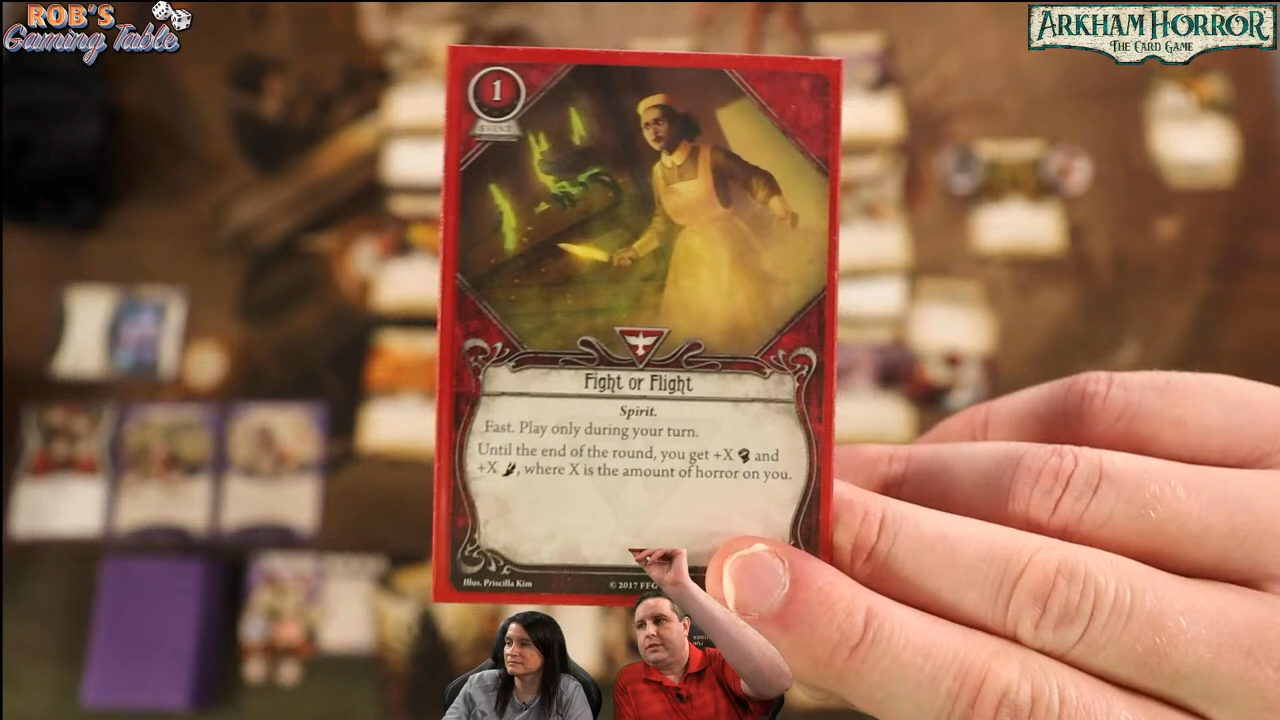 ROB'S
Gaming Table
ARKHAM HORROR
THE CARD GAME
1
EVENT
Fight or Flight
Spirit.
Fast. Play only during your turn.
Until the end of the round, you get +X and
+X , where X is the amount of horror on you.
Illus. Priscilla Kim
© 2017 FFG